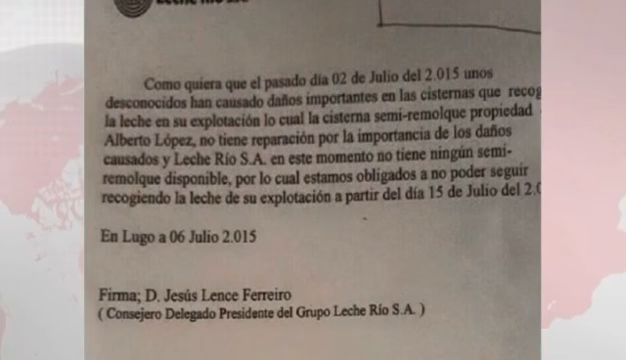 Como quiera que el pasado día 02 de Julio del 2.015 unos
desconocidos han causado daños importantes en las cisternas que recog
la leche en su explotación lo cual la cisterna semi-remolque propiedad
Alberto López, no tiene reparación por la importancia de los daños
causados y Leche Río S.A. en este momento no tiene ningún semi-
remolque disponible, por lo cual estamos obligados a no poder seguir
recogiendo la leche de su explotación a partir del día 15 de Julio del 2.0
En Lugo a 06 Julio 2.015
Firma; D. Jesús Lence Ferreiro
( Consejero Delegado Presidente del Grupo Leche Río S.A. )